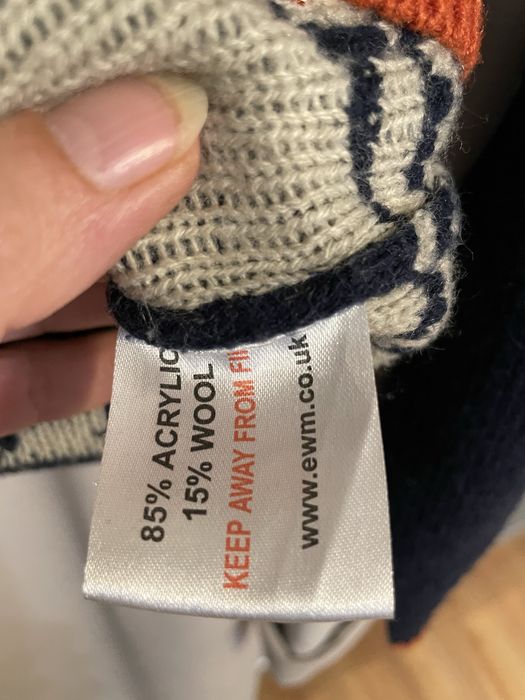 85% ACRYLIC
15% WOOL
KEEP AWAY FROM
www.ewm.co.uk